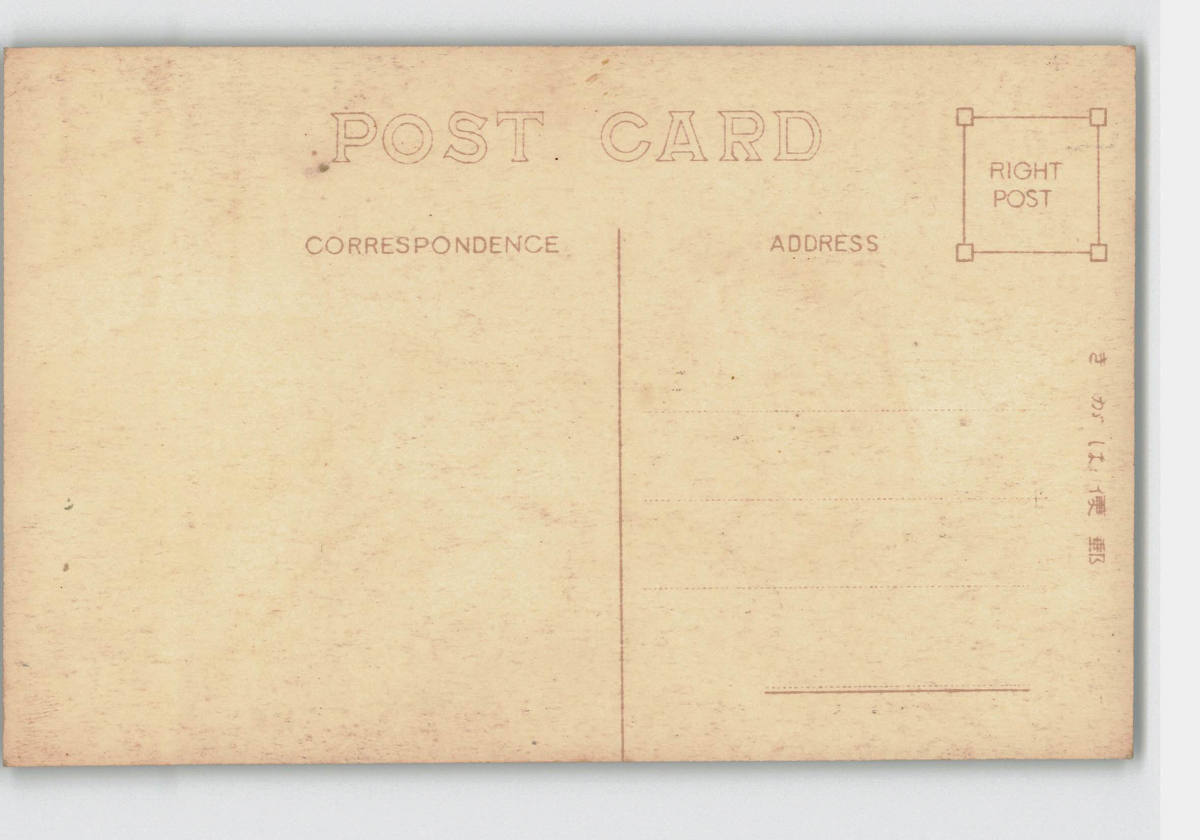 POST CARD
RIGHT
POST
CORRESPONDENCE
ADDRESS
郵便はがき